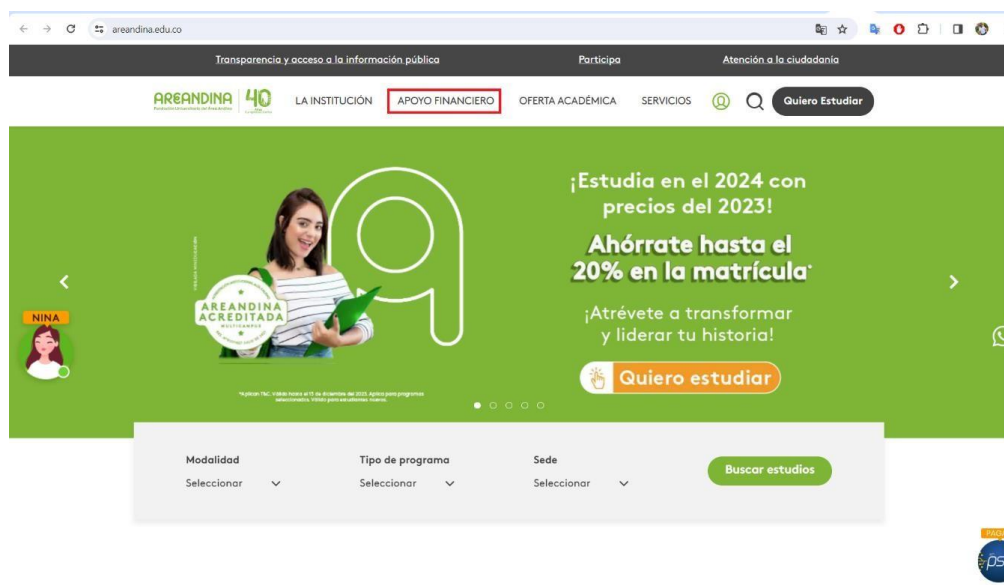 areandina.edu.co
Transparencia y acceso a la información pública
Participa
Atención a la ciudadanía
AREANDINA
40
LA INSTITUCIÓN
APOYO FINANCIERO
OFERTA ACADÉMICA
SERVICIOS
Quiero Estudiar
¡Estudia en el 2024 con
precios del 2023!
Ahórrate hasta el
20% en la matrícula*
¡Atrévete a transformar
y liderar tu historia!
Quiero estudiar
AREANDINA
ACREDITADA
MULTICAMPUS
NINA
Modalidad
Seleccionar
Tipo de programa
Seleccionar
Sede
Seleccionar
Buscar estudios